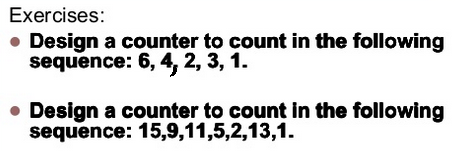 Exercises:
● Design a counter to count in the following
sequence: 6, 4, 2, 3, 1.
● Design a counter to count in the following
sequence: 15,9,11,5,2,13,1.